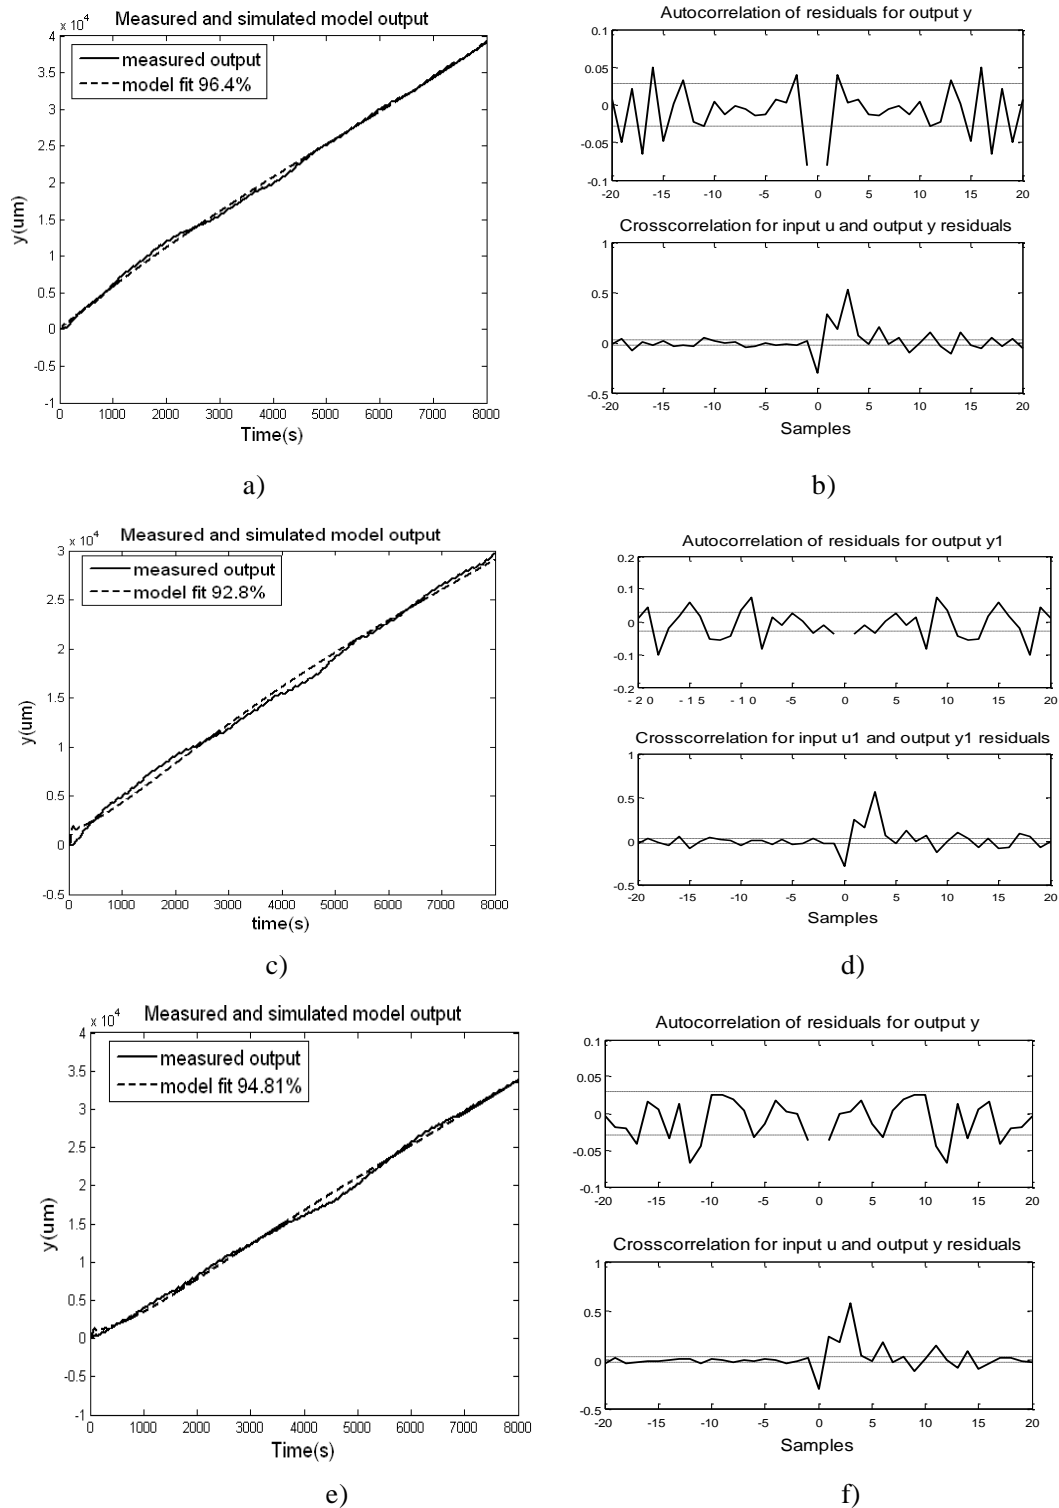 Measured and simulated model output
x 10^4
measured output
model fit 96.4%
4
3.5
3
2.5
2
1.5
1
0.5
0
-0.5
-1
y(um)
0 1000 2000 3000 4000 5000 6000 7000 8000
Time(s)
a)
Autocorrelation of residuals for output y
0.1
0.05
0
-0.05
-0.1
-20 -15 -10 -5 0 5 10 15 20
Crosscorrelation for input u and output y residuals
1
0.5
0
-0.5
-20 -15 -10 -5 0 5 10 15 20
Samples
b)
Measured and simulated model output
x 10^4
measured output
model fit 92.8%
3
2.5
2
1.5
1
0.5
0
-0.5
y(um)
0 1000 2000 3000 4000 5000 6000 7000 8000
time(s)
c)
Autocorrelation of residuals for output y1
0.2
0.1
0
-0.1
-0.2
-20 -15 -10 -5 0 5 10 15 20
Crosscorrelation for input u1 and output y1 residuals
1
0.5
0
-0.5
-20 -15 -10 -5 0 5 10 15 20
Samples
d)
Measured and simulated model output
x 10^4
measured output
model fit 94.81%
4
3.5
3
2.5
2
1.5
1
0.5
0
-0.5
-1
y(um)
0 1000 2000 3000 4000 5000 6000 7000 8000
Time(s)
e)
Autocorrelation of residuals for output y
0.1
0.05
0
-0.05
-0.1
-20 -15 -10 -5 0 5 10 15 20
Crosscorrelation for input u and output y residuals
1
0.5
0
-0.5
-20 -15 -10 -5 0 5 10 15 20
Samples
f)